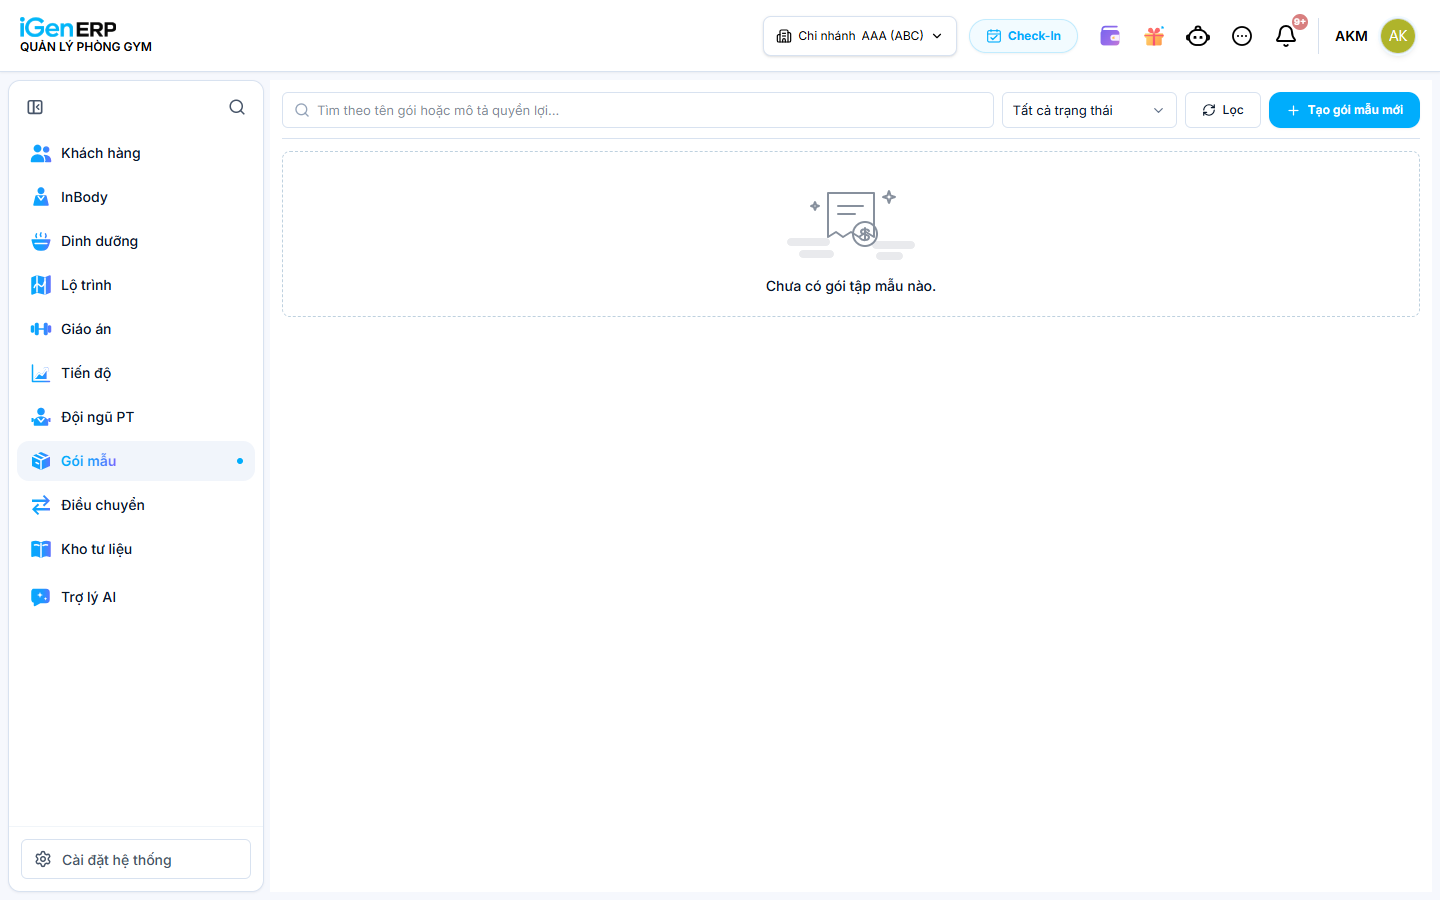 iGen ERP
QUẢN LÝ PHÒNG GYM
Chi nhánh AAA (ABC)
Check-In
9+
AKM
AK
Tìm theo tên gói hoặc mô tả quyền lợi...
Tất cả trạng thái
Lọc
Tạo gói mẫu mới
Khách hàng
InBody
Dinh dưỡng
Lộ trình
Giáo án
Tiến độ
Đội ngũ PT
Gói mẫu
Điều chuyển
Kho tư liệu
Trợ lý AI
Chưa có gói tập mẫu nào.
Cài đặt hệ thống